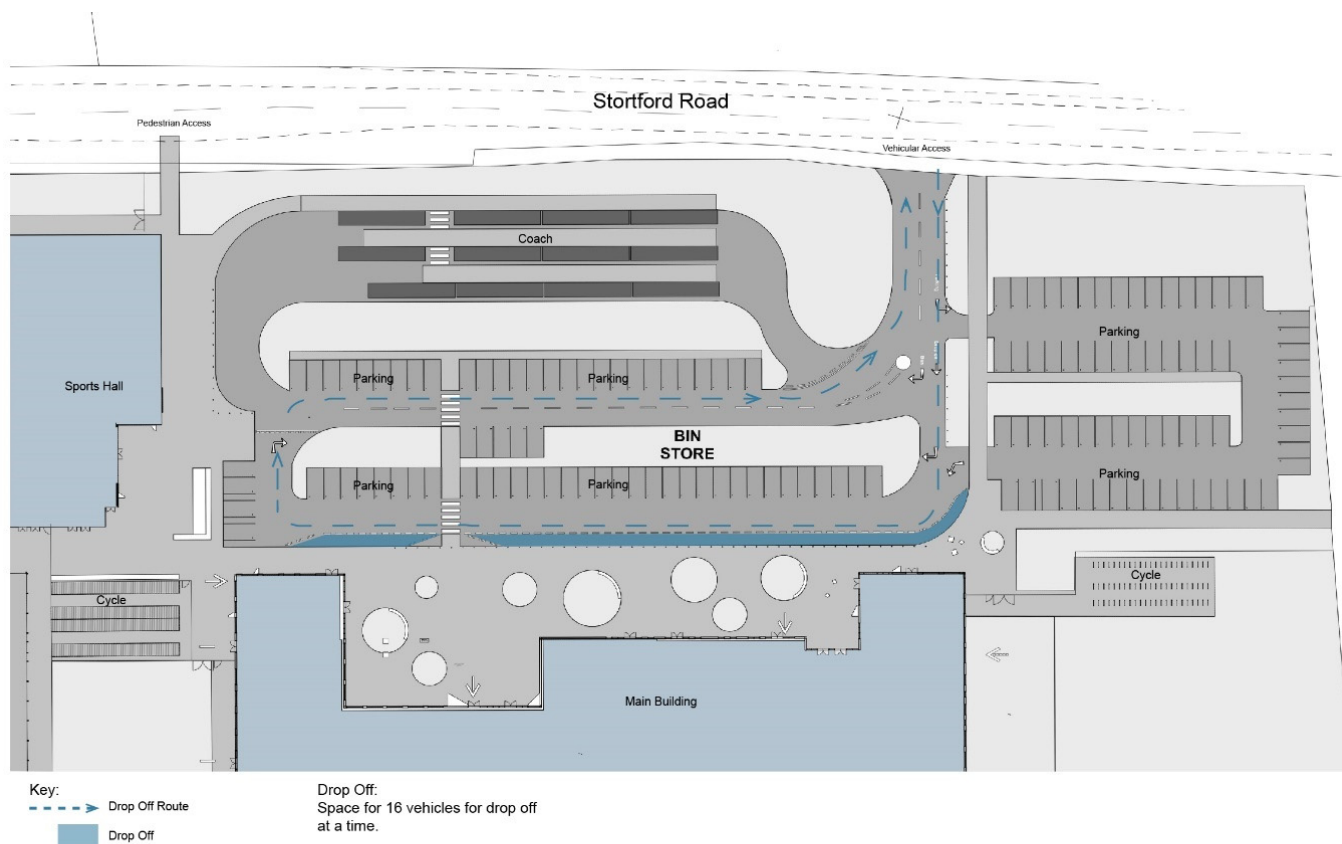 Stortford Road
Pedestrian Access
Vehicular Access
Coach
Parking
Sports Hall
Parking
Parking
BIN
STORE
Parking
Parking
Parking
Cycle
Cycle
Main Building
Key:
Drop Off Route
Drop Off
Drop Off:
Space for 16 vehicles for drop off
at a time.